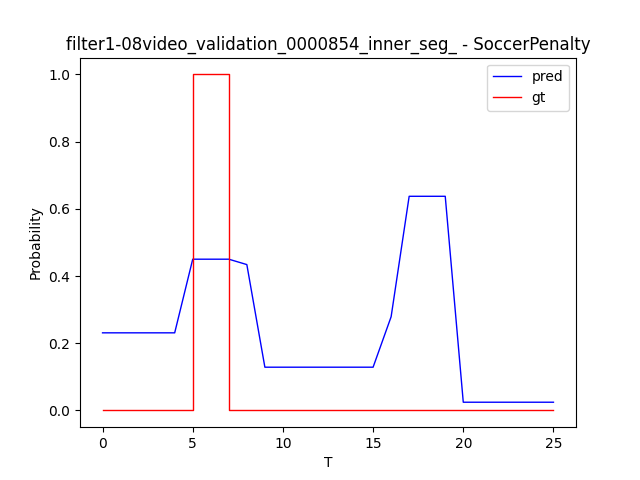 filter1-08video_validation_0000854_inner_seg_ - SoccerPenalty
pred
gt
1.0
0.8
0.6
0.4
0.2
0.0
Probability
0
5
10
15
20
25
T